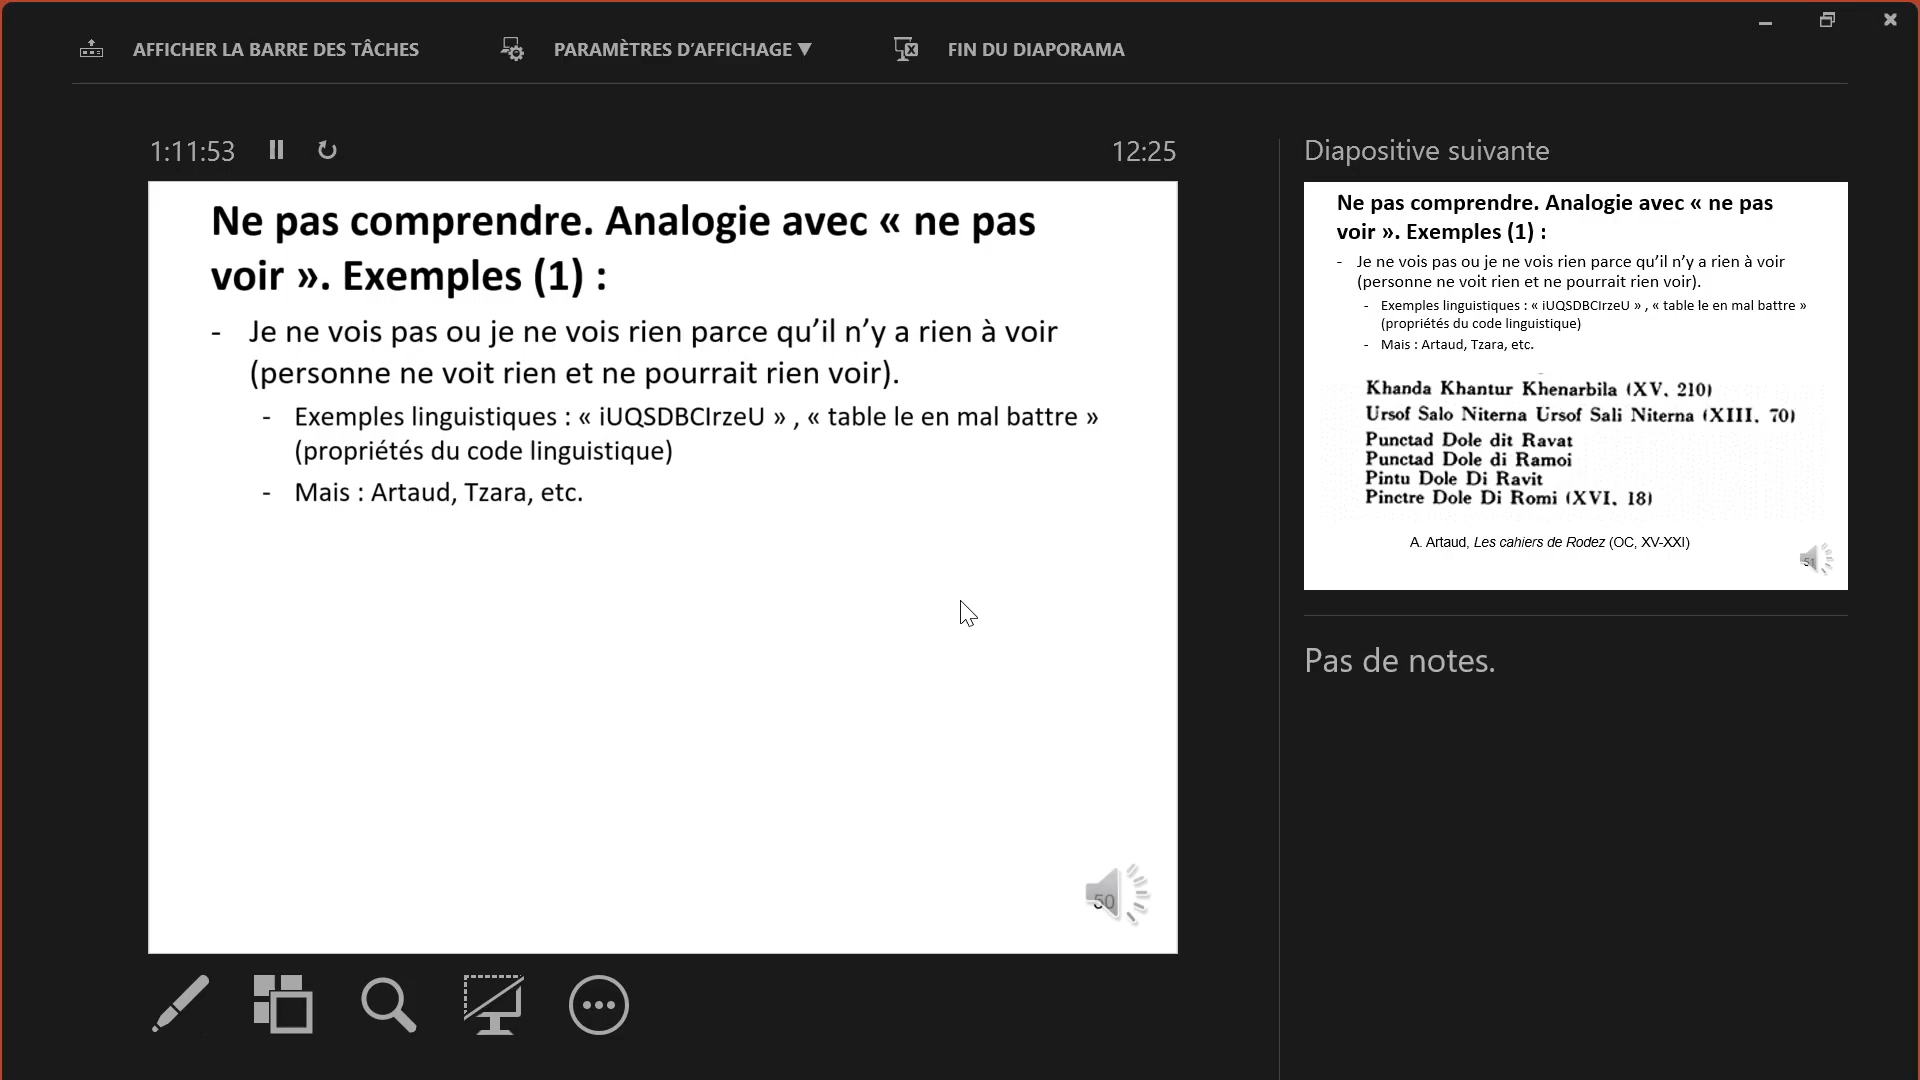 AFFICHER LA BARRE DES TÂCHES
PARAMÈTRES D’AFFICHAGE ▼
FIN DU DIAPORAMA
1:11:53
12:25
Ne pas comprendre. Analogie avec « ne pas
voir ». Exemples (1) :
- Je ne vois pas ou je ne vois rien parce qu’il n’y a rien à voir
(personne ne voit rien et ne pourrait rien voir).
- Exemples linguistiques : « iUQSDBCIrzeU » , « table le en mal battre »
(propriétés du code linguistique)
- Mais : Artaud, Tzara, etc.
50
Diapositive suivante
Ne pas comprendre. Analogie avec « ne pas
voir ». Exemples (1) :
- Je ne vois pas ou je ne vois rien parce qu’il n’y a rien à voir
(personne ne voit rien et ne pourrait rien voir).
- Exemples linguistiques : « iUQSDBCIrzeU » , « table le en mal battre »
(propriétés du code linguistique)
- Mais : Artaud, Tzara, etc.
Khanda Khantur Khenarbila (XV, 210)
Ursof Salo Niterna Ursof Sali Niterna (XIII, 70)
Punctad Dole dit Ravat
Punctad Dole di Ramoi
Pintu Dole Di Ravit
Pinctre Dole Di Romi (XVI, 18)
A. Artaud, Les cahiers de Rodez (OC, XV-XXI)
51
Pas de notes.